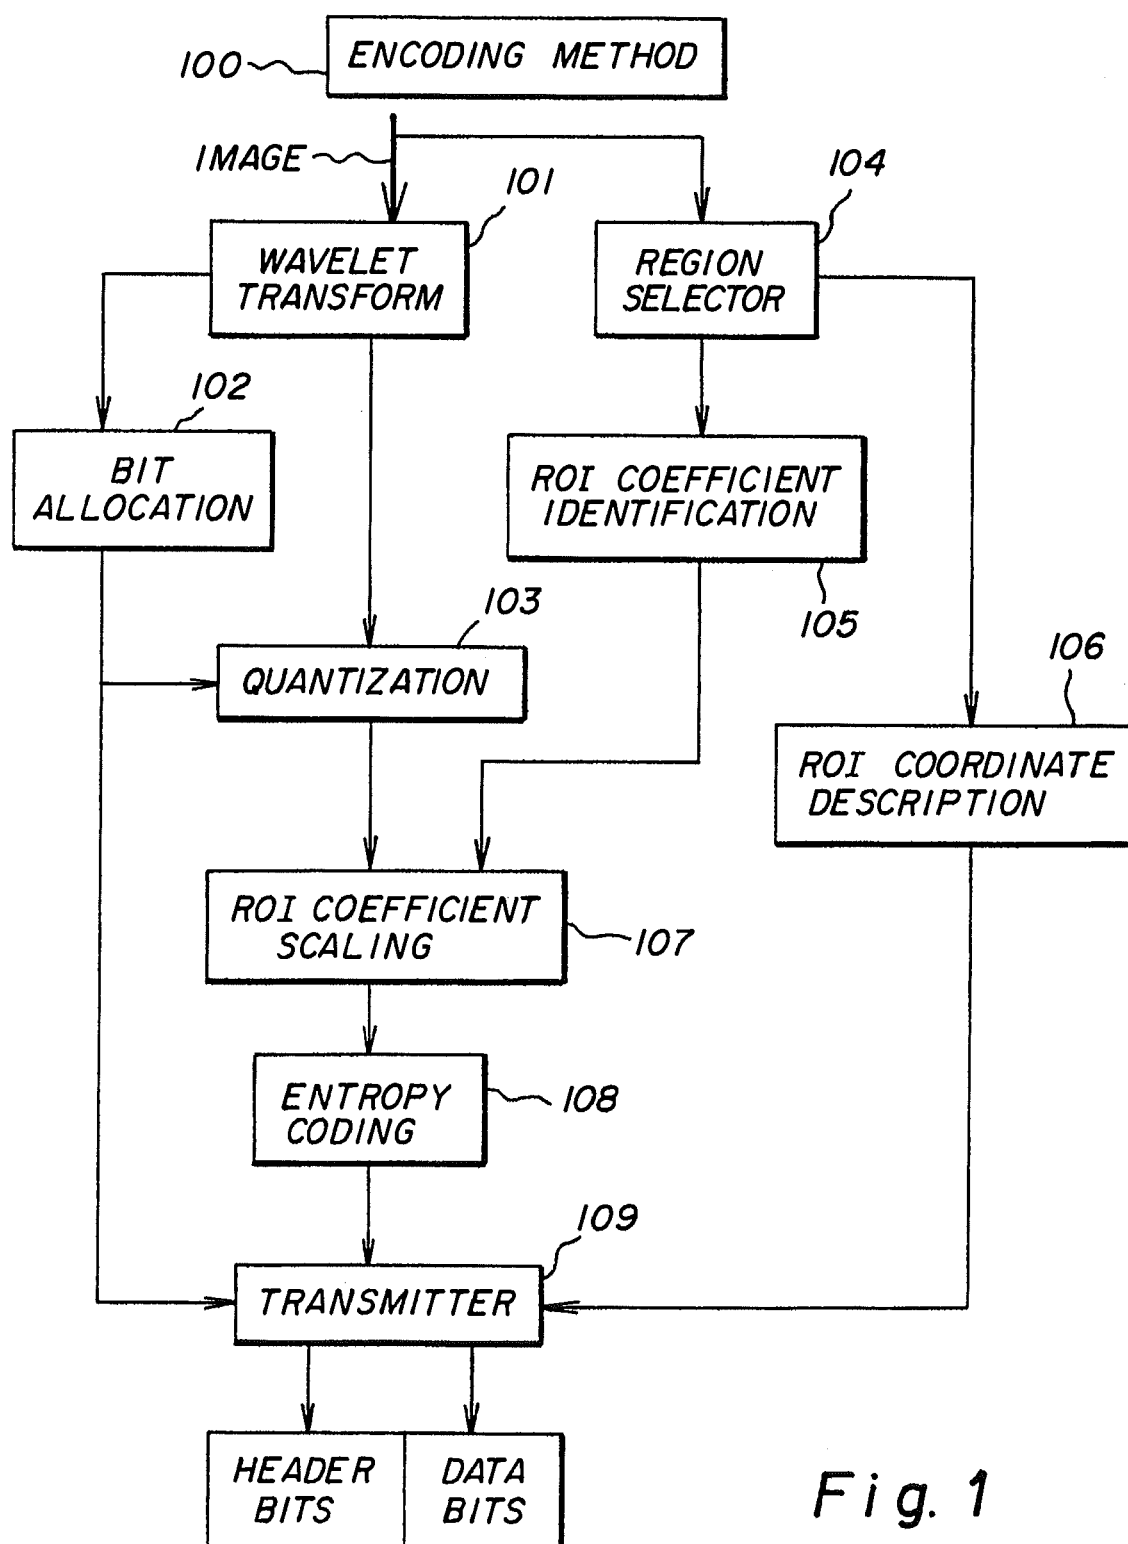 ENCODING METHOD
100
IMAGE
101
104
WAVELET
TRANSFORM
REGION
SELECTOR
102
BIT
ALLOCATION
ROI COEFFICIENT
IDENTIFICATION
103
105
QUANTIZATION
106
ROI COORDINATE
DESCRIPTION
ROI COEFFICIENT
SCALING
107
ENTROPY
CODING
108
109
TRANSMITTER
HEADER
BITS
DATA
BITS
Fig. 1